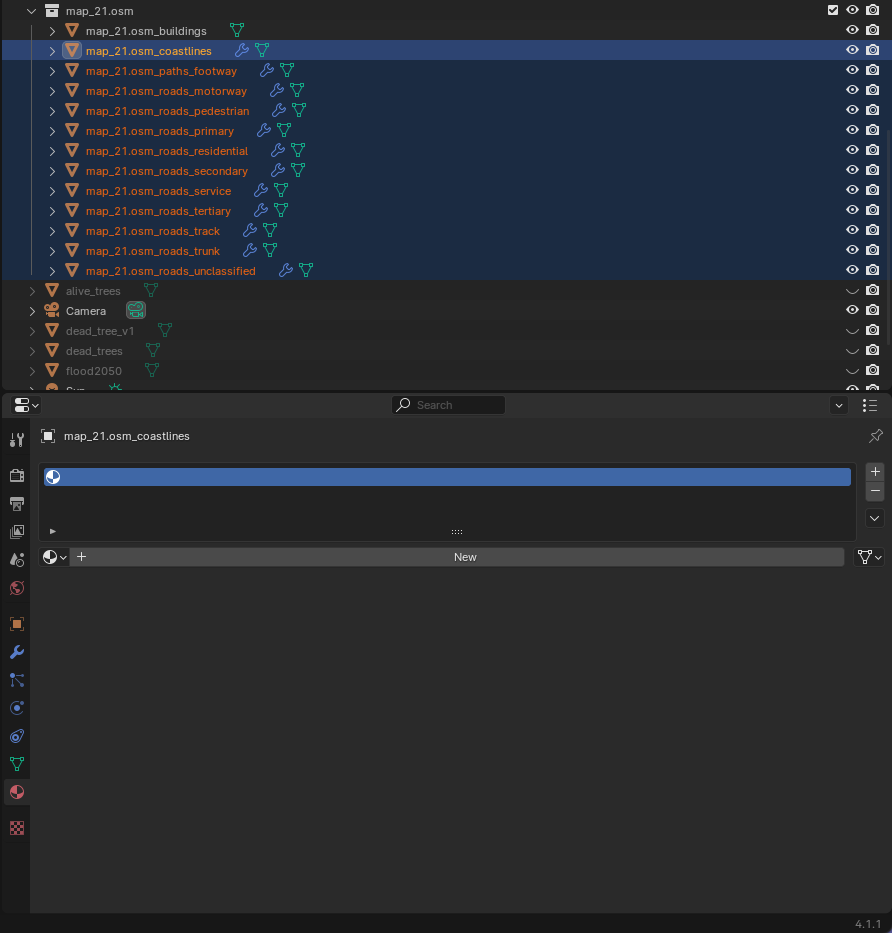 map_21.osm
map_21.osm_buildings
map_21.osm_coastlines
map_21.osm_paths_footway
map_21.osm_roads_motorway
map_21.osm_roads_pedestrian
map_21.osm_roads_primary
map_21.osm_roads_residential
map_21.osm_roads_secondary
map_21.osm_roads_service
map_21.osm_roads_tertiary
map_21.osm_roads_track
map_21.osm_roads_trunk
map_21.osm_roads_unclassified
alive_trees
Camera
dead_tree_v1
dead_trees
flood2050
Search
map_21.osm_coastlines
New
4.1.1